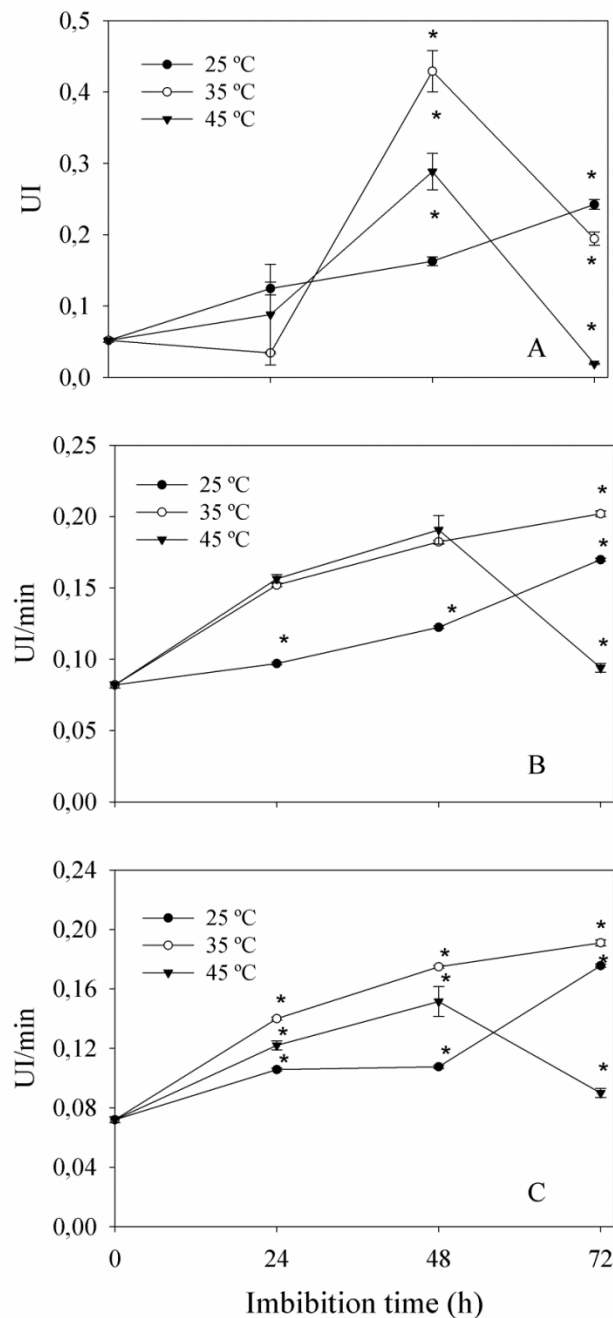 0,5
0,4
0,3
0,2
0,1
0,0
UI
25 ºC
35 ºC
45 ºC
*
*
*
*
*
*
A
0,25
0,20
0,15
0,10
0,05
0,00
UI/min
25 ºC
35 ºC
45 ºC
*
*
*
*
*
B
0,24
0,20
0,16
0,12
0,08
0,04
0,00
UI/min
25 ºC
35 ºC
45 ºC
*
*
*
*
*
*
*
*
*
C
0 24 48 72
Imbibition time (h)